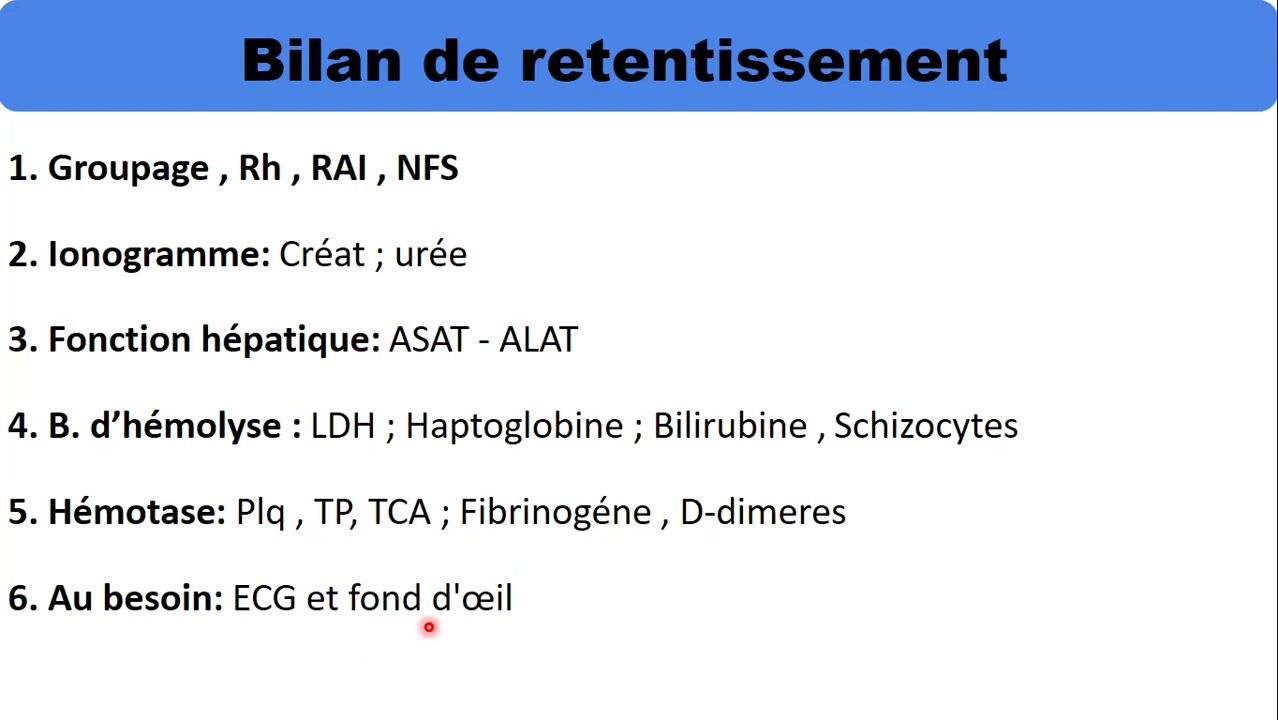 Bilan de retentissement
1. Groupage , Rh , RAI , NFS
2. Ionogramme: Créat ; urée
3. Fonction hépatique: ASAT - ALAT
4. B. d’hémolyse : LDH ; Haptoglobine ; Bilirubine , Schizocytes
5. Hémotase: Plq , TP, TCA ; Fibrinogéne , D-dimeres
6. Au besoin: ECG et fond d'œil